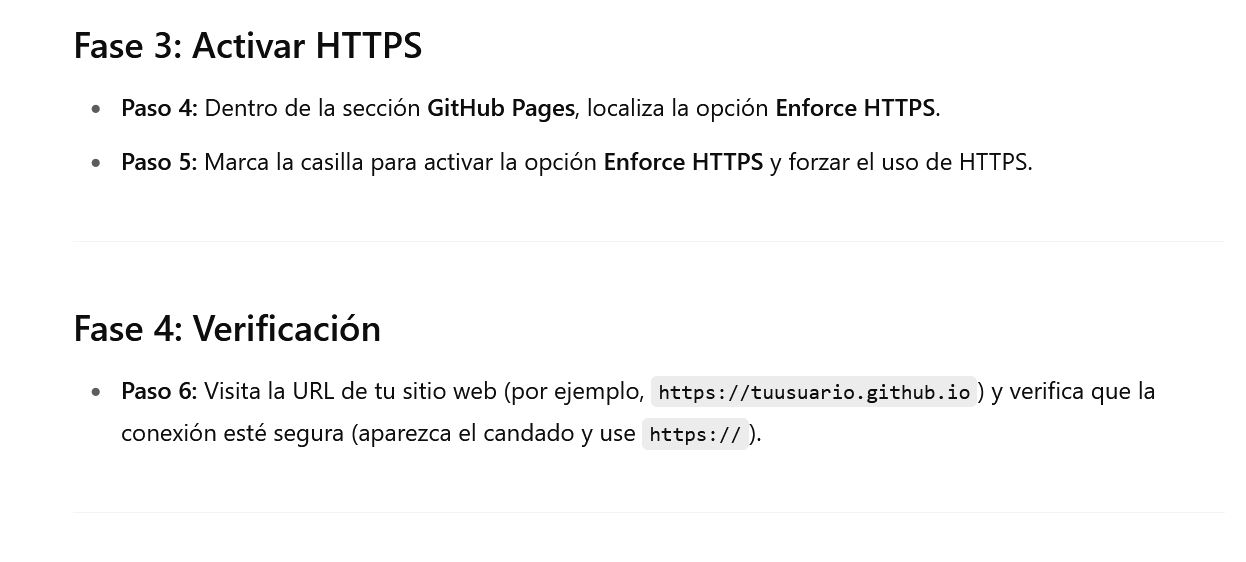 Fase 3: Activar HTTPS
Paso 4: Dentro de la sección GitHub Pages, localiza la opción Enforce HTTPS.
Paso 5: Marca la casilla para activar la opción Enforce HTTPS y forzar el uso de HTTPS.
Fase 4: Verificación
Paso 6: Visita la URL de tu sitio web (por ejemplo, https://tuusuario.github.io) y verifica que la
conexión esté segura (aparezca el candado y use https://).